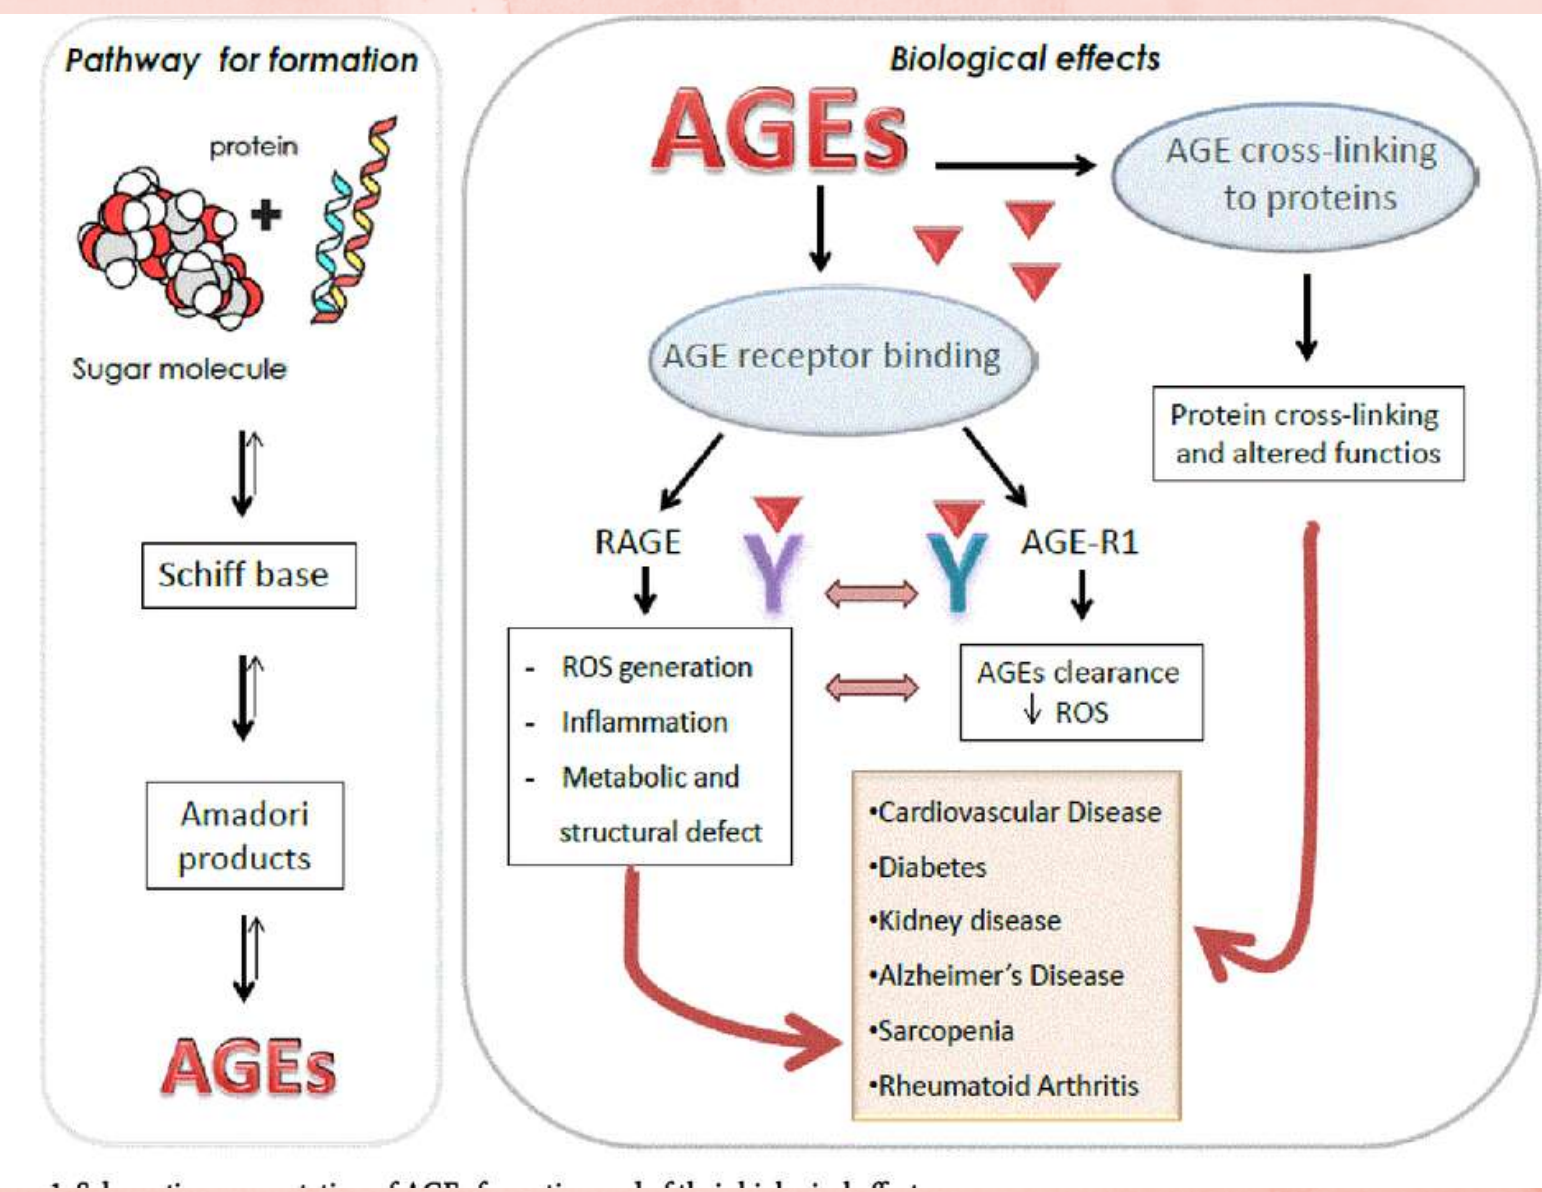 Pathway for formation
protein
+
Sugar molecule
Schiff base
Amadori
products
AGEs
Biological effects
AGEs
AGE cross-linking
to proteins
AGE receptor binding
Protein cross-linking
and altered functios
RAGE
AGE-R1
- ROS generation
- Inflammation
- Metabolic and
structural defect
AGEs clearance
↓ ROS
•Cardiovascular Disease
•Diabetes
•Kidney disease
•Alzheimer's Disease
•Sarcopenia
•Rheumatoid Arthritis